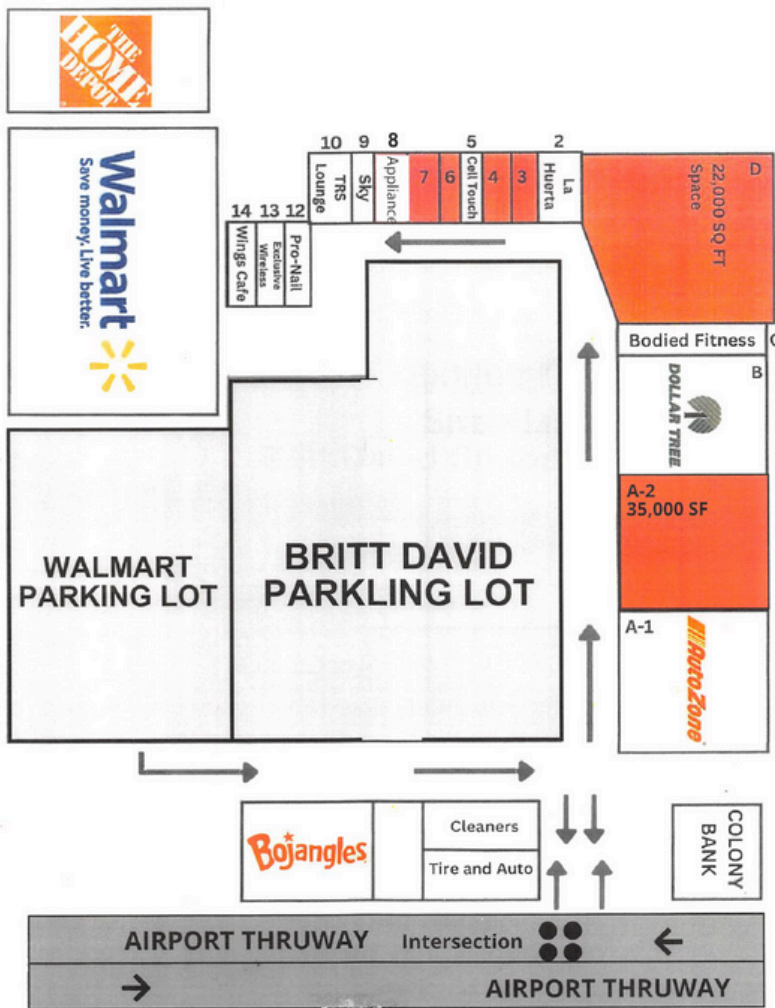 THE
HOME
DEPOT
Walmart
Save money. Live better.
14
Wings Cafe
13
Exclusive
Wireless
12
Pro-Nail
10
TRS
Lounge
9
Sky
8
Appliance
7
6
5
Cell Touch
4
3
2
La
Huerta
D
22,000 SQ FT
Space
Bodied Fitness
C
B
DOLLAR TREE
A-2
35,000 SF
A-1
AutoZone
WALMART
PARKING LOT
BRITT DAVID
PARKLING LOT
Bojangles
Cleaners
Tire and Auto
COLONY
BANK
AIRPORT THRUWAY
Intersection
AIRPORT THRUWAY